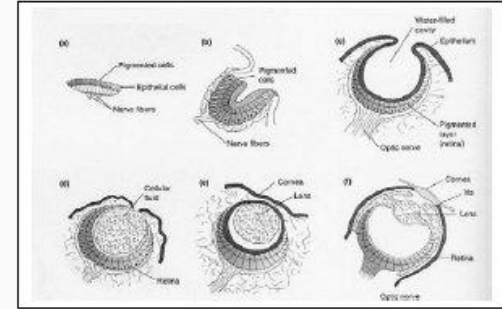 (a)
Pigmented cells
Epithelial cells
Nerve fibers
(b)
Pigmented
cells
Nerve fibers
(c)
Water-filled
cavity
Epithelium
Pigmented
layer
(retina)
Optic nerve
(d)
Cellular
fluid
Retina
(e)
Cornea
Lens
(f)
Cornea
Iris
Lens
Retina
Optic nerve